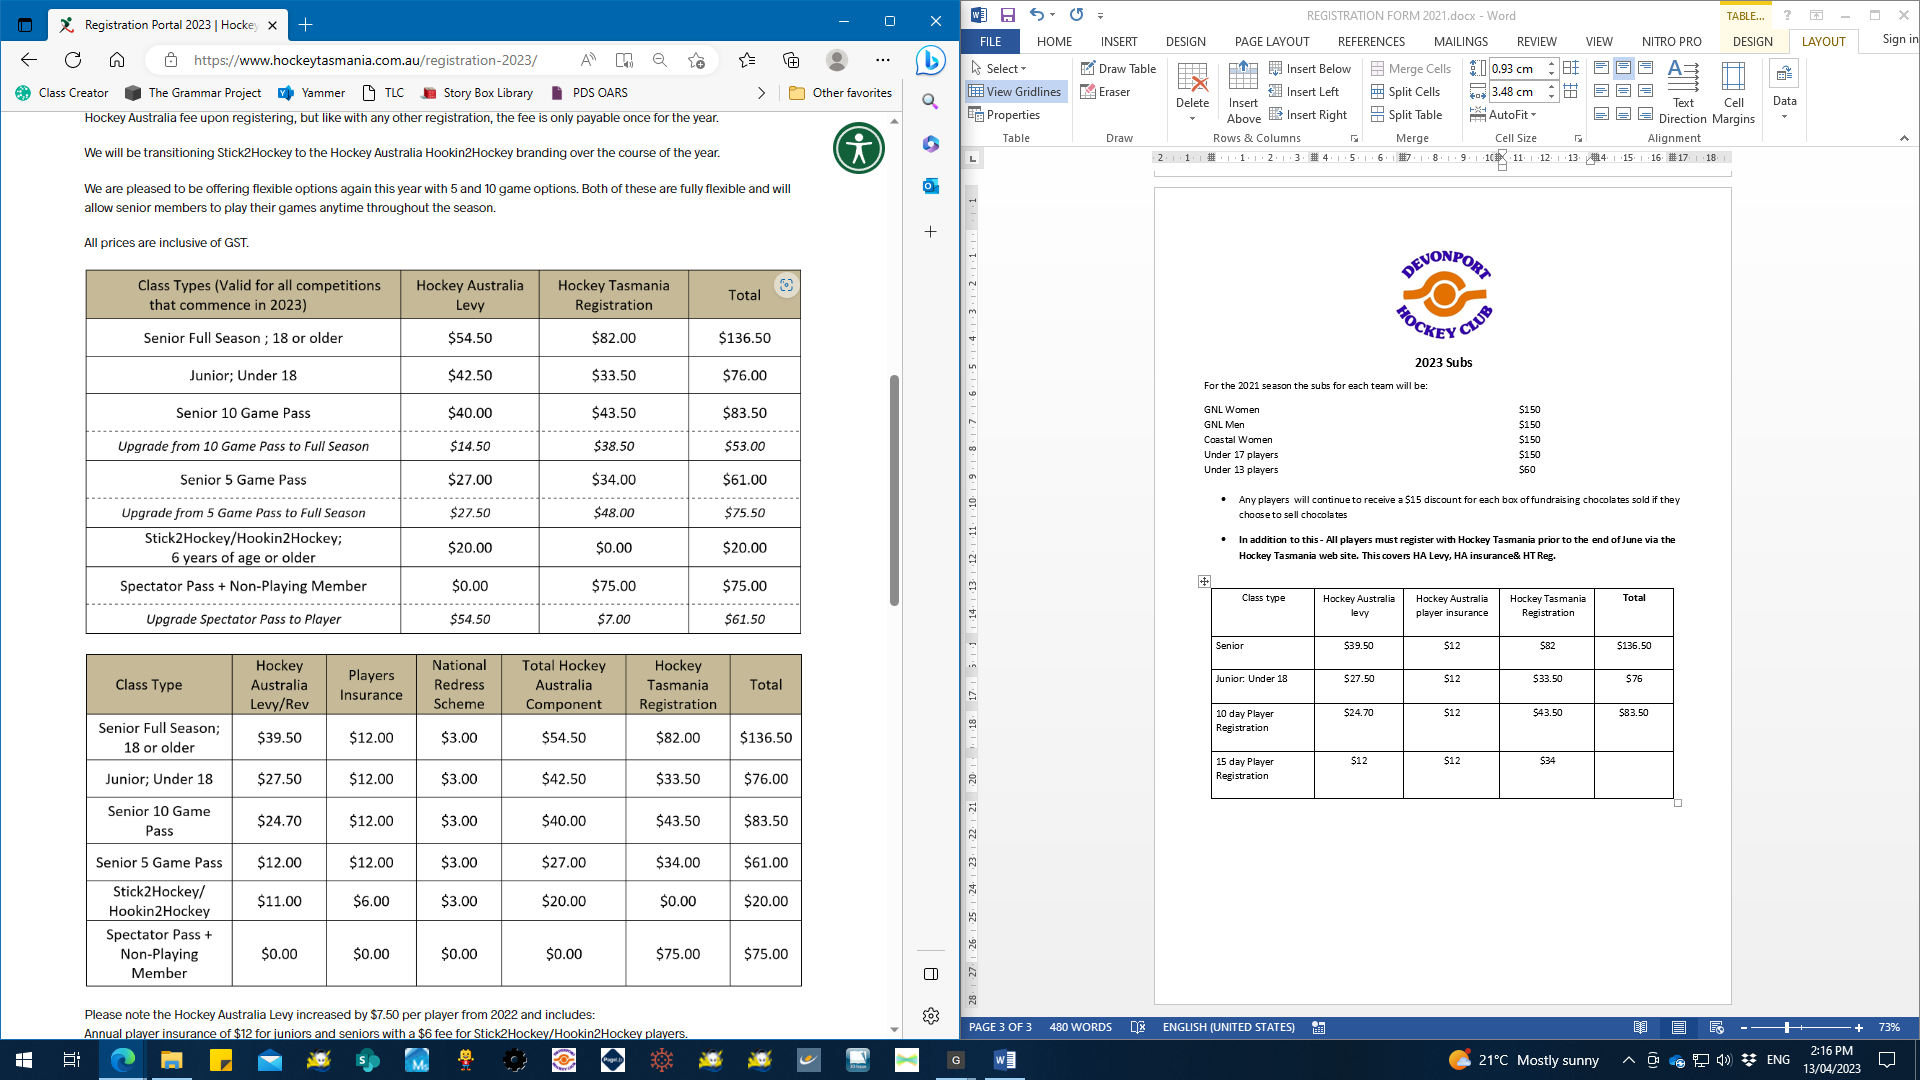 Registration Portal 2023 | Hockey
https://www.hockeytasmania.com.au/registration-2023/
Class Creator
The Grammar Project
Yammer
TLC
Story Box Library
PDS OARS
Other favorites
Hockey Australia fee upon registering, but like with any other registration, the fee is only payable once for the year.
We will be transitioning Stick2Hockey to the Hockey Australia Hookin2Hockey branding over the course of the year.
We are pleased to be offering flexible options again this year with 5 and 10 game options. Both of these are fully flexible and will
allow senior members to play their games anytime throughout the season.
All prices are inclusive of GST.
Class Types (Valid for all competitions that commence in 2023) Hockey Australia Levy Hockey Tasmania Registration Total
Senior Full Season ; 18 or older $54.50 $82.00 $136.50
Junior; Under 18 $42.50 $33.50 $76.00
Senior 10 Game Pass $40.00 $43.50 $83.50
Upgrade from 10 Game Pass to Full Season $14.50 $38.50 $53.00
Senior 5 Game Pass $27.00 $34.00 $61.00
Upgrade from 5 Game Pass to Full Season $27.50 $48.00 $75.50
Stick2Hockey/Hookin2Hockey; 6 years of age or older $20.00 $0.00 $20.00
Spectator Pass + Non-Playing Member $0.00 $75.00 $75.00
Upgrade Spectator Pass to Player $54.50 $7.00 $61.50
Class Type Hockey Australia Levy/Rev Players Insurance National Redress Scheme Total Hockey Australia Component Hockey Tasmania Registration Total
Senior Full Season; 18 or older $39.50 $12.00 $3.00 $54.50 $82.00 $136.50
Junior; Under 18 $27.50 $12.00 $3.00 $42.50 $33.50 $76.00
Senior 10 Game Pass $24.70 $12.00 $3.00 $40.00 $43.50 $83.50
Senior 5 Game Pass $12.00 $12.00 $3.00 $27.00 $34.00 $61.00
Stick2Hockey/ Hookin2Hockey $11.00 $6.00 $3.00 $20.00 $0.00 $20.00
Spectator Pass + Non-Playing Member $0.00 $0.00 $0.00 $0.00 $75.00 $75.00
Please note the Hockey Australia Levy increased by $7.50 per player from 2022 and includes:
Annual player insurance of $12 for juniors and seniors with a $6 fee for Stick2Hockey/Hookin2Hockey players.
REGISTRATION FORM 2021.docx - Word
TABLE...
FILE HOME INSERT DESIGN PAGE LAYOUT REFERENCES MAILINGS REVIEW VIEW NITRO PRO DESIGN LAYOUT Sign in
Select
View Gridlines
Properties
Table
Draw Table
Eraser
Draw
Delete
Insert Above
Insert Below
Insert Left
Insert Right
Rows & Columns
Merge Cells
Split Cells
Split Table
Merge
0.93 cm
3.48 cm
AutoFit
Cell Size
Text Direction
Cell Margins
Alignment
Data
DEVONPORT
HOCKEY CLUB
2023 Subs
For the 2021 season the subs for each team will be:
GNL Women $150
GNL Men $150
Coastal Women $150
Under 17 players $150
Under 13 players $60
• Any players will continue to receive a $15 discount for each box of fundraising chocolates sold if they
choose to sell chocolates
• In addition to this - All players must register with Hockey Tasmania prior to the end of June via the
Hockey Tasmania web site. This covers HA Levy, HA insurance& HT Reg.
Class type Hockey Australia levy Hockey Australia player insurance Hockey Tasmania Registration Total
Senior $39.50 $12 $82 $136.50
Junior: Under 18 $27.50 $12 $33.50 $76
10 day Player Registration $24.70 $12 $43.50 $83.50
15 day Player Registration $12 $12 $34
PAGE 3 OF 3 480 WORDS ENGLISH (UNITED STATES) 73%
21°C Mostly sunny
ENG
2:16 PM
13/04/2023